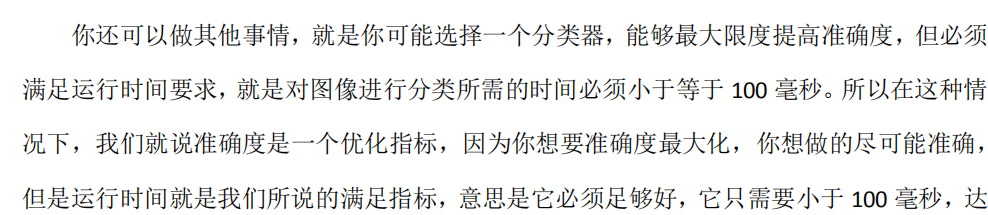 你还可以做其他事情，就是你可能选择一个分类器，能够最大限度提高准确度，但必须
满足运行时间要求，就是对图像进行分类所需的时间必须小于等于 100 毫秒。所以在这种情
况下，我们就说准确度是一个优化指标，因为你想要准确度最大化，你想做的尽可能准确，
但是运行时间就是我们所说的满足指标，意思是它必须足够好，它只需要小于 100 毫秒，达